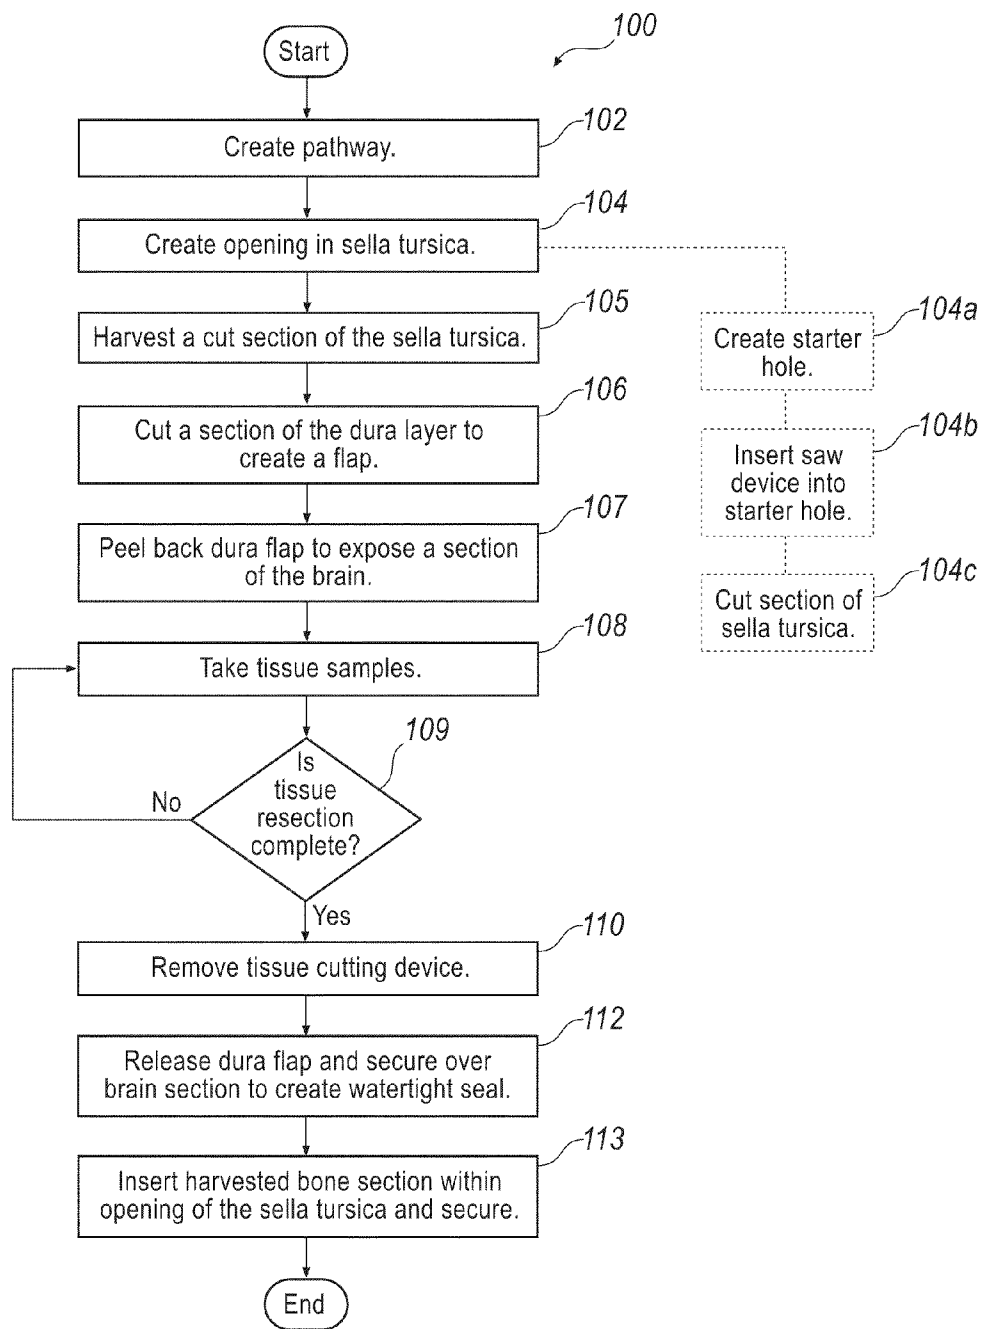 100
Start
102
Create pathway.
104
Create opening in sella tursica.
105
Harvest a cut section of the sella tursica.
104a
Create starter
hole.
106
Cut a section of the dura layer to
create a flap.
104b
Insert saw
device into
starter hole.
107
Peel back dura flap to expose a section
of the brain.
104c
Cut section of
sella tursica.
108
Take tissue samples.
109
Is
tissue
resection
complete?
No
Yes
110
Remove tissue cutting device.
112
Release dura flap and secure over
brain section to create watertight seal.
113
Insert harvested bone section within
opening of the sella tursica and secure.
End